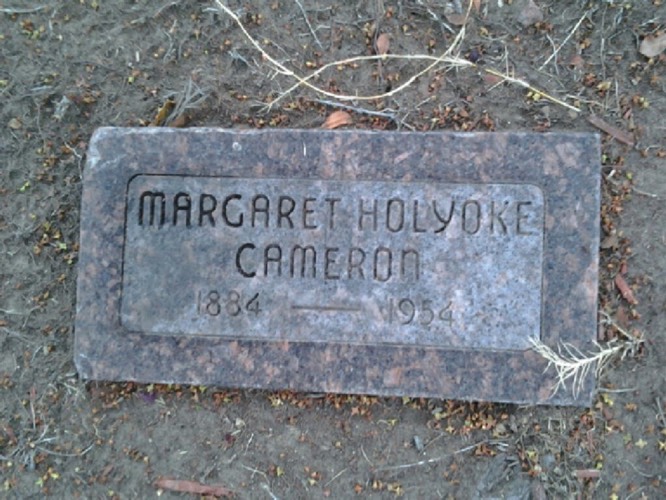 MARGARET HOLYOKE
CAMERON
1884 — 1954